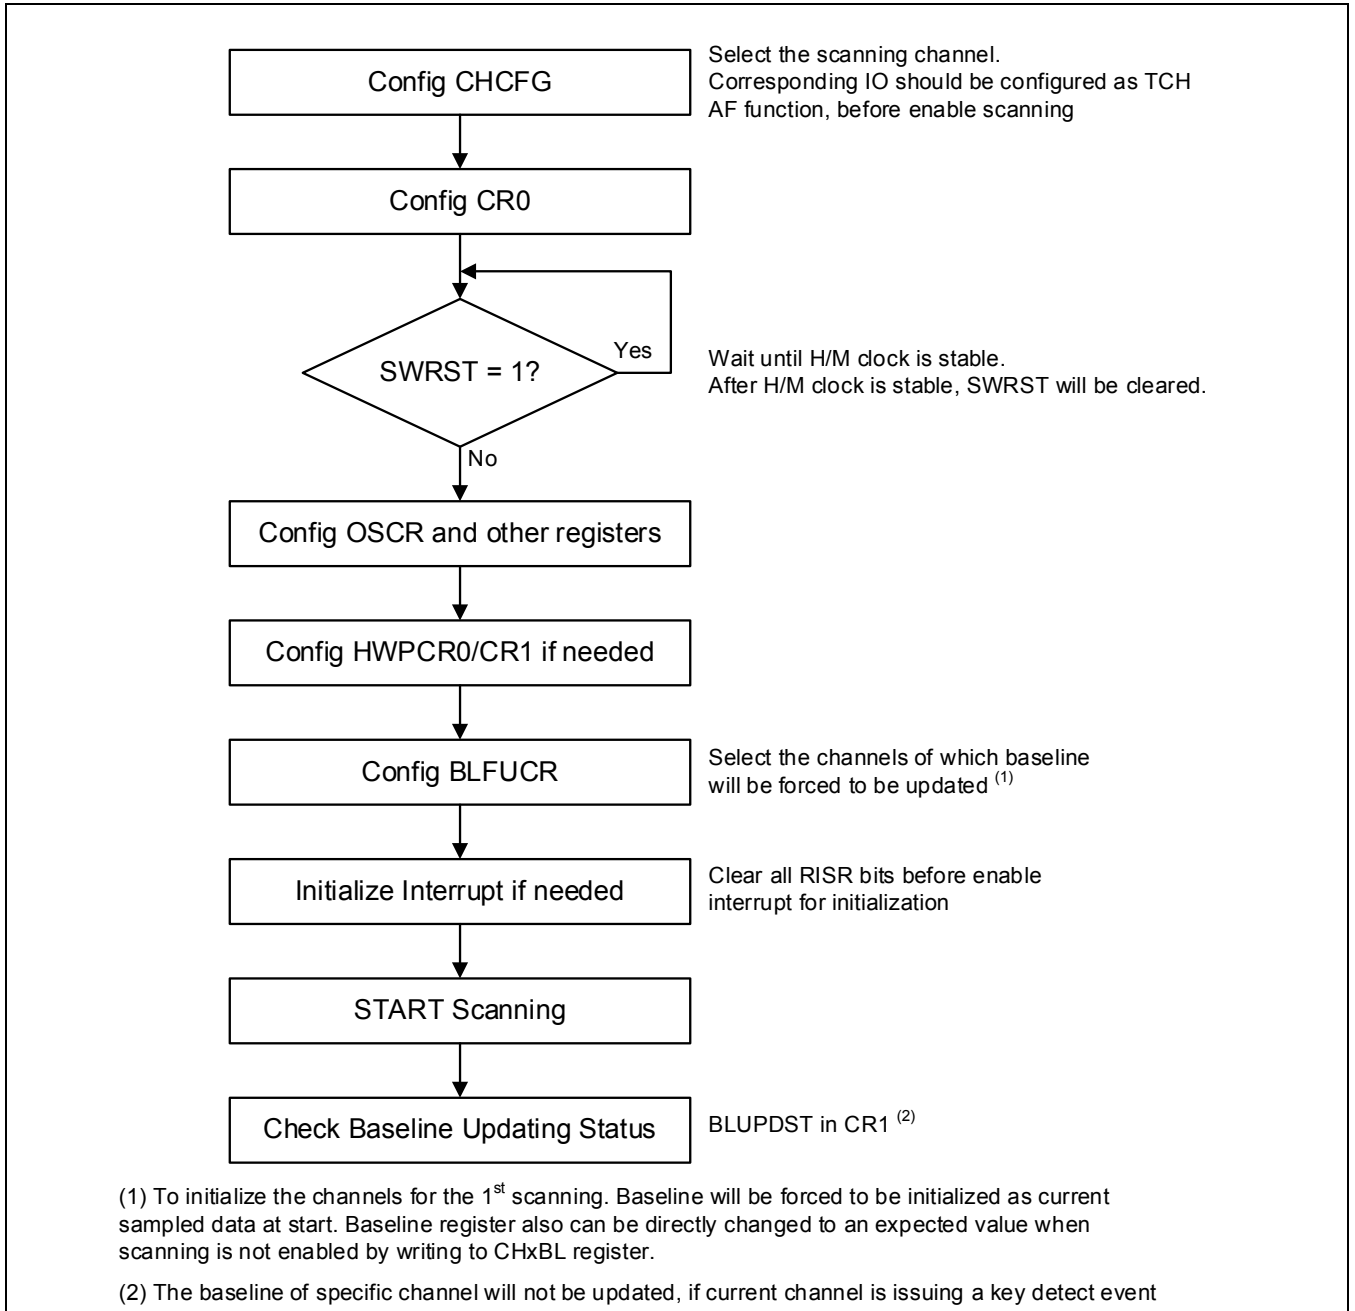 Config CHCFG
Select the scanning channel.
Corresponding IO should be configured as TCH
AF function, before enable scanning
Config CR0
SWRST = 1?
Yes
Wait until H/M clock is stable.
After H/M clock is stable, SWRST will be cleared.
No
Config OSCR and other registers
Config HWPCR0/CR1 if needed
Config BLFUCR
Select the channels of which baseline
will be forced to be updated (1)
Initialize Interrupt if needed
Clear all RISR bits before enable
interrupt for initialization
START Scanning
Check Baseline Updating Status
BLUPDST in CR1 (2)
(1) To initialize the channels for the 1st scanning. Baseline will be forced to be initialized as current
sampled data at start. Baseline register also can be directly changed to an expected value when
scanning is not enabled by writing to CHxBL register.
(2) The baseline of specific channel will not be updated, if current channel is issuing a key detect event